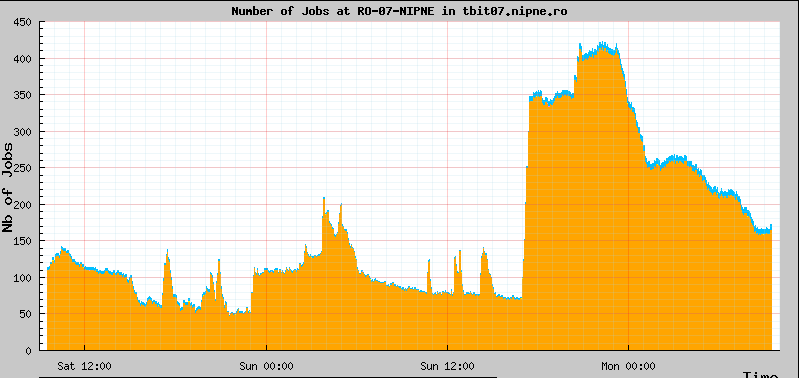 Number of Jobs at RO-07-NIPNE in tbit07.nipne.ro
Nb of Jobs
450
400
350
300
250
200
150
100
50
0
Sat 12:00 Sun 00:00 Sun 12:00 Mon 00:00
Time